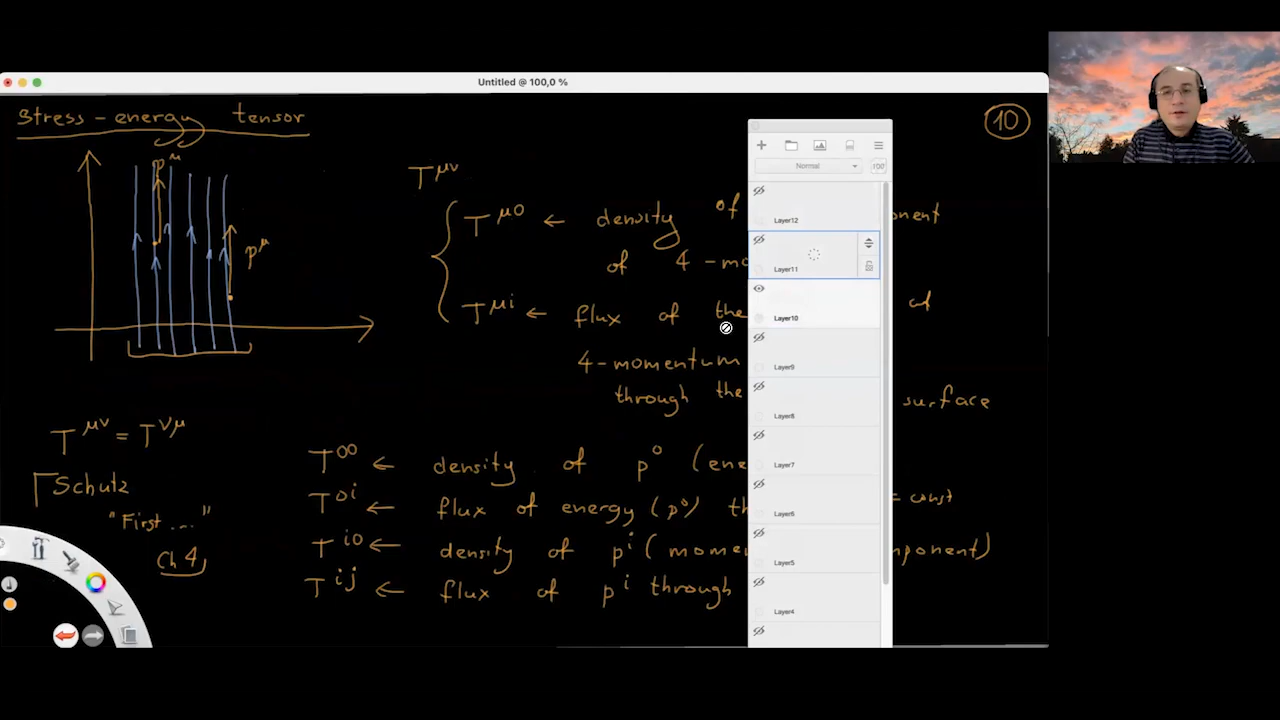 Untitled @ 100,0 %
Stress-energy tensor
10
p^μ
p^μ
T^μν
T^μ0 ← density of
of 4-mo
T^μi ← flux of the
4-momentum
through the surface
T^μν = T^νμ
Schutz
"First ..."
Ch 4
T^00 ← density of p^0 (ene
T^0i ← flux of energy (p^0) th = const
T^i0 ← density of p^i (mome component)
T^ij ← flux of p^i through
Normal
100
Layer12
Layer11
Layer10
Layer9
Layer8
Layer7
Layer6
Layer5
Layer4